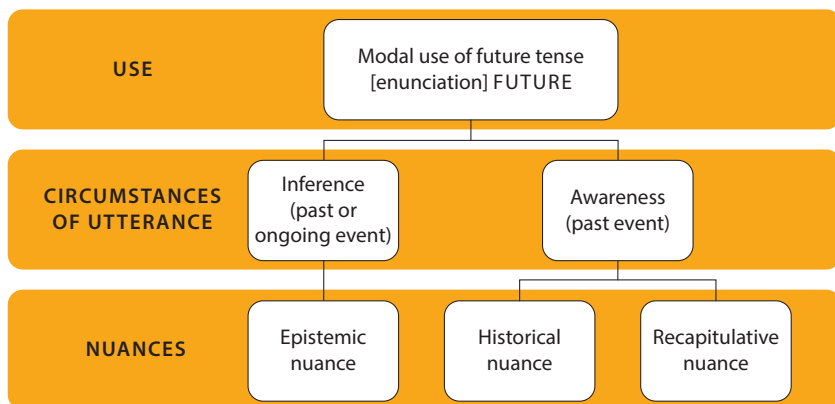 USE
Modal use of future tense
[enunciation] FUTURE
CIRCUMSTANCES
OF UTTERANCE
Inference
(past or
ongoing event)
Awareness
(past event)
NUANCES
Epistemic
nuance
Historical
nuance
Recapitulative
nuance